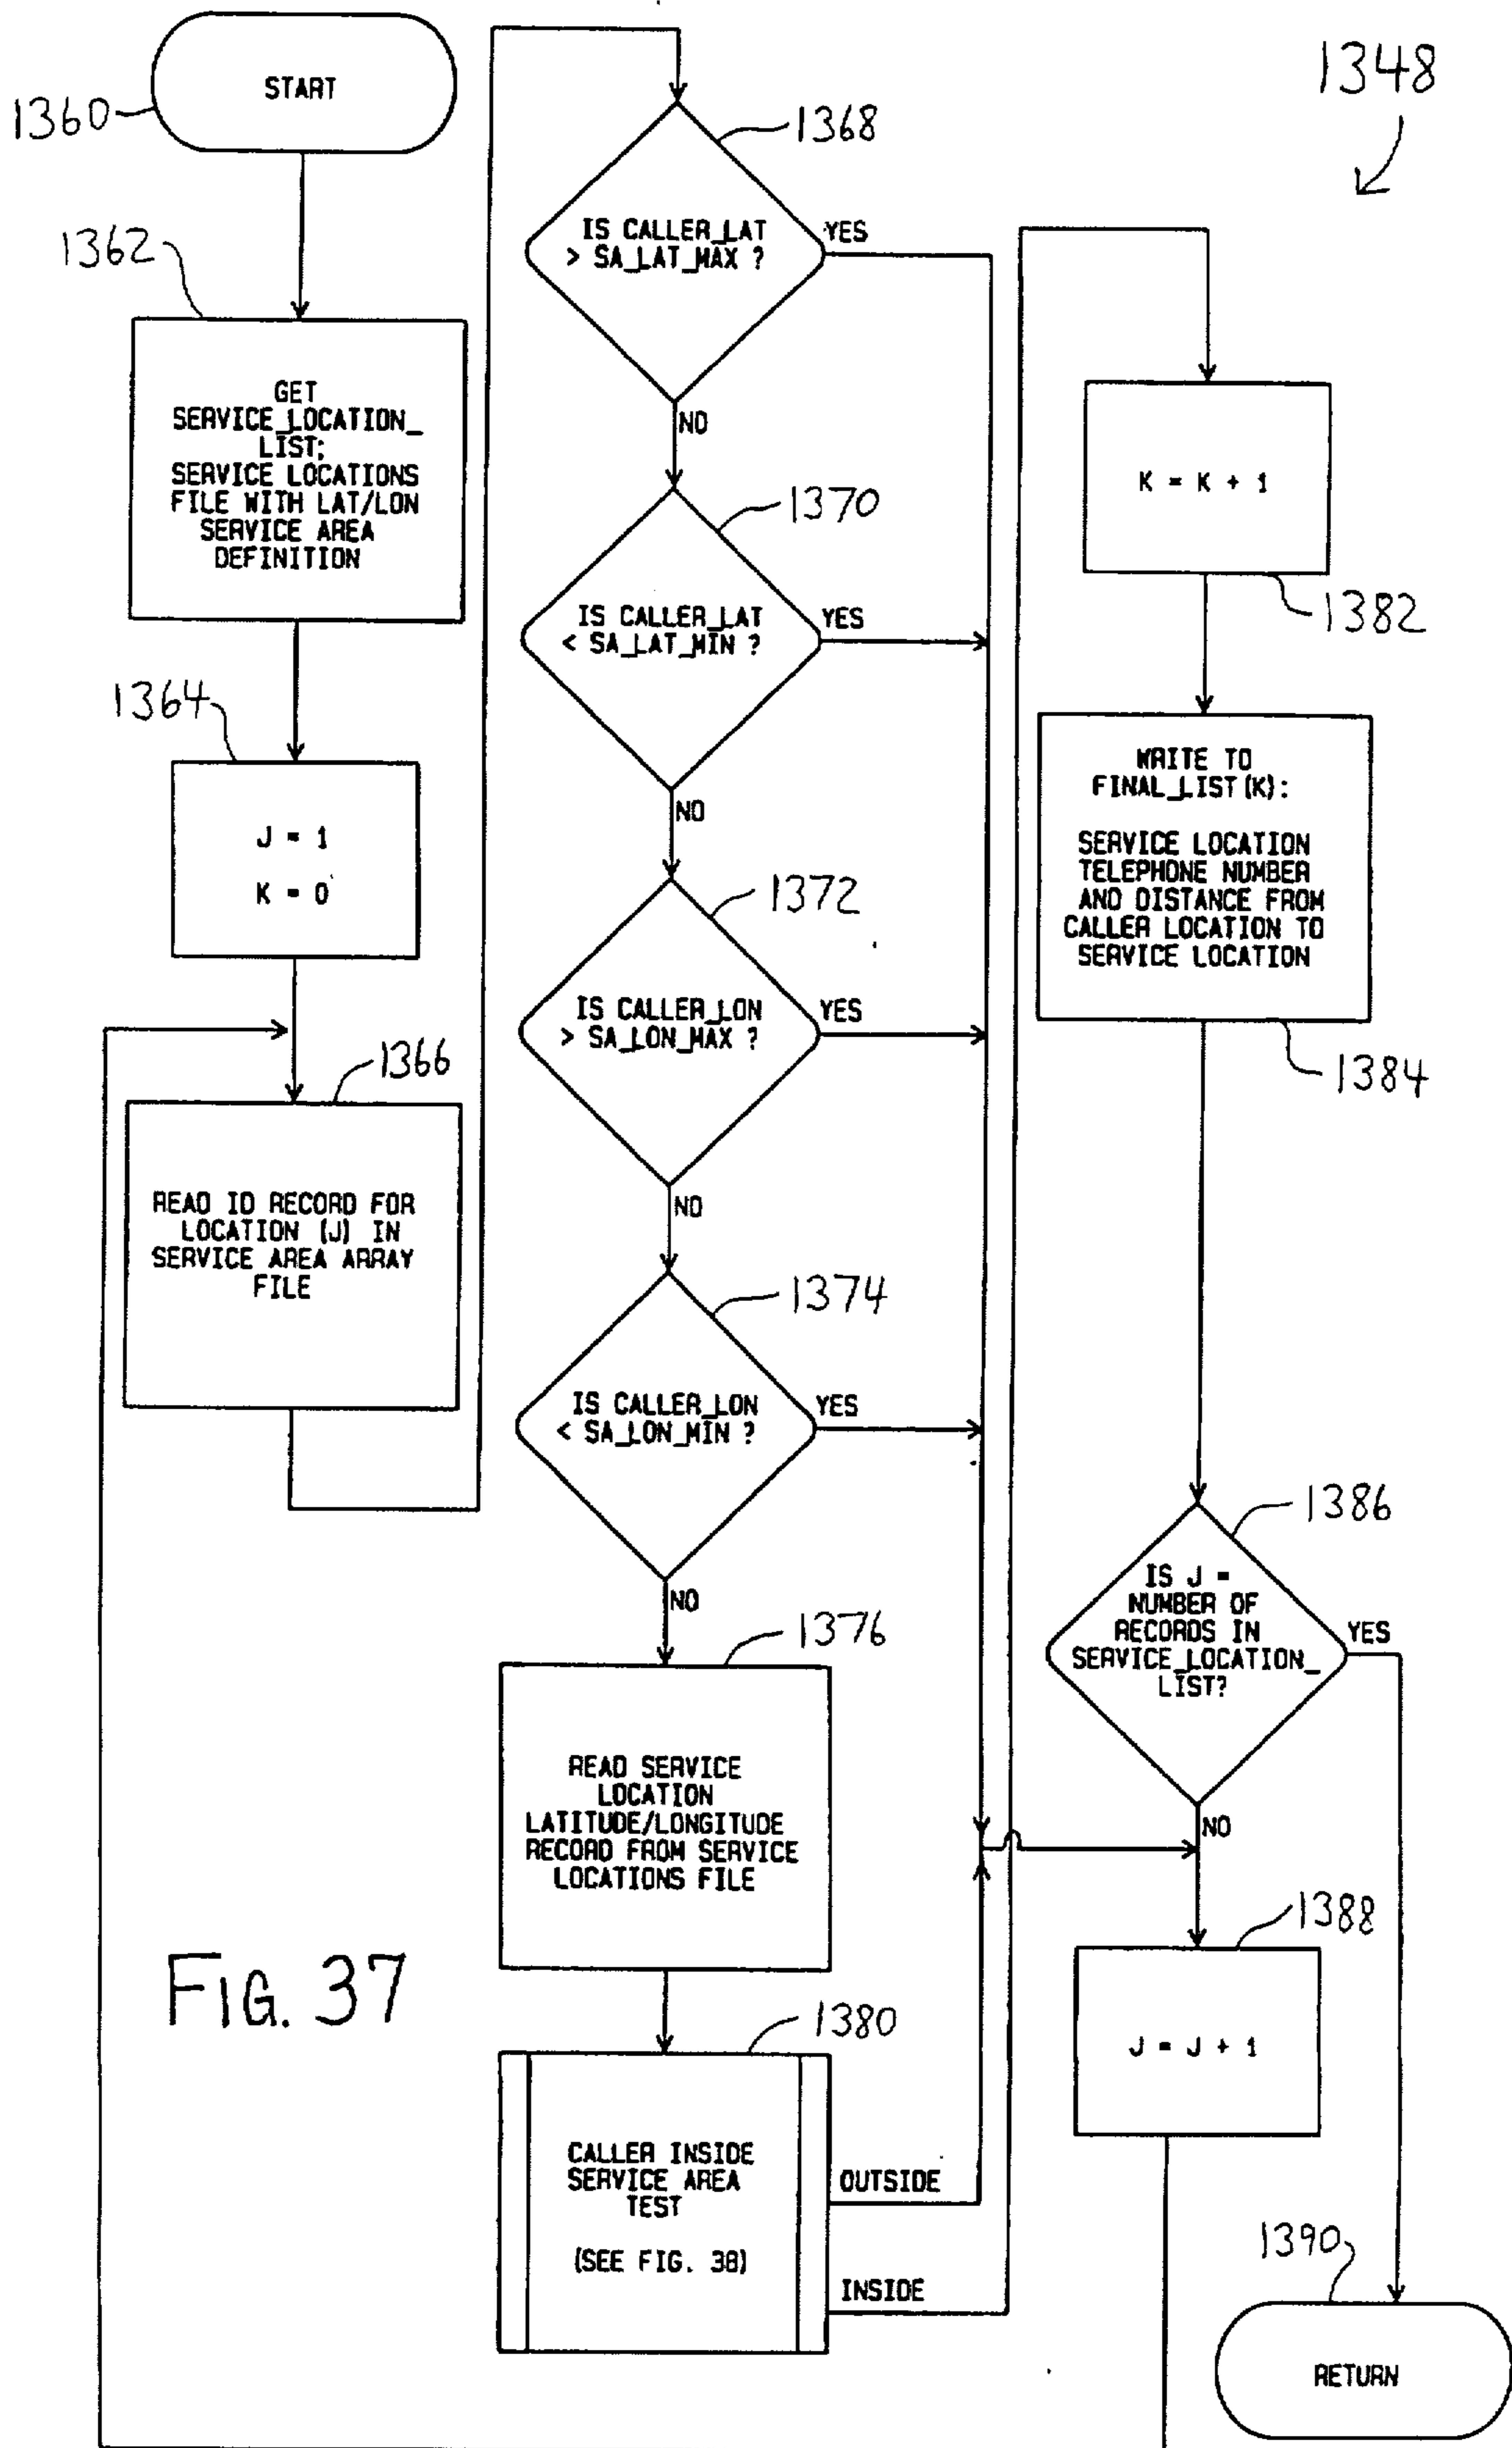 START
1360
1362
GET
SERVICE_LOCATION_
LIST;
SERVICE LOCATIONS
FILE WITH LAT/LON
SERVICE AREA
DEFINITION
1364
J = 1
K = 0
1366
READ ID RECORD FOR
LOCATION (J) IN
SERVICE AREA ARRAY
FILE
1368
IS CALLER_LAT
> SA_LAT_MAX ?
YES
NO
1370
IS CALLER_LAT
< SA_LAT_MIN ?
YES
NO
1372
IS CALLER_LON
> SA_LON_MAX ?
YES
NO
1374
IS CALLER_LON
< SA_LON_MIN ?
YES
NO
1376
READ SERVICE
LOCATION
LATITUDE/LONGITUDE
RECORD FROM SERVICE
LOCATIONS FILE
1380
CALLER INSIDE
SERVICE AREA
TEST
(SEE FIG. 38)
OUTSIDE
INSIDE
1348
K = K + 1
1382
WRITE TO
FINAL_LIST(K):
SERVICE LOCATION
TELEPHONE NUMBER
AND DISTANCE FROM
CALLER LOCATION TO
SERVICE LOCATION
1384
1386
IS J =
NUMBER OF
RECORDS IN
SERVICE_LOCATION_
LIST?
YES
NO
1388
J = J + 1
1390
RETURN
FIG. 37